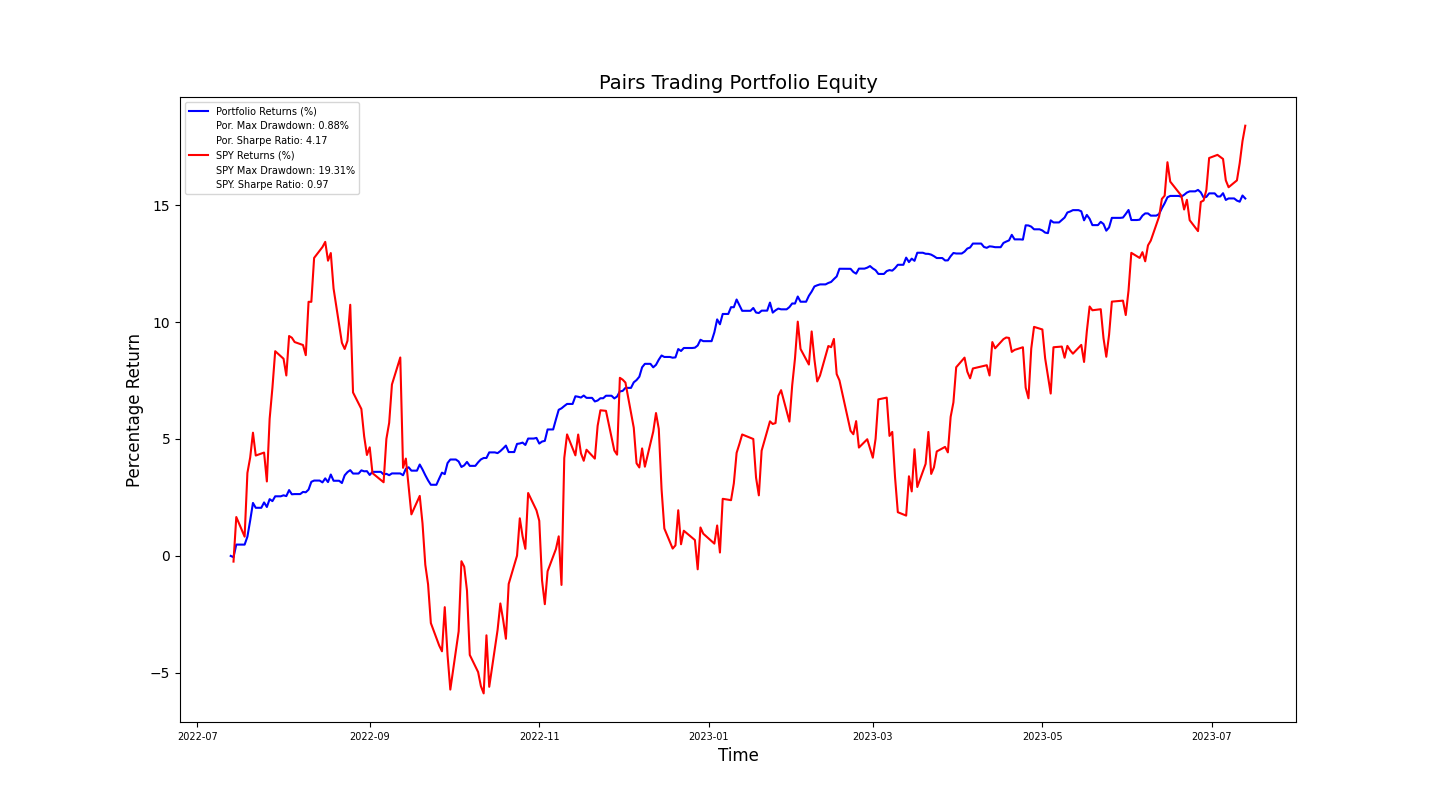 Pairs Trading Portfolio Equity
Portfolio Returns (%)
Por. Max Drawdown: 0.88%
Por. Sharpe Ratio: 4.17
SPY Returns (%)
SPY Max Drawdown: 19.31%
SPY. Sharpe Ratio: 0.97
Percentage Return
15
10
5
0
−5
2022-07
2022-09
2022-11
2023-01
2023-03
2023-05
2023-07
Time